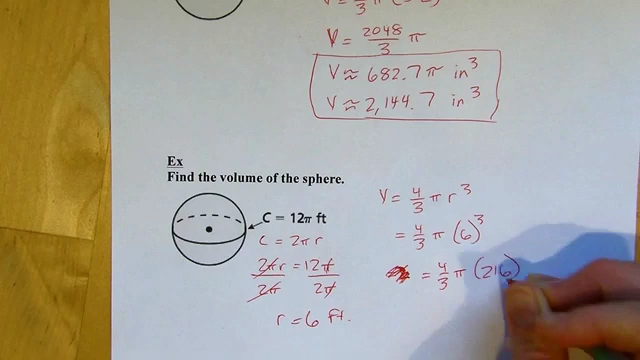 V = 2048/3 π
V ≈ 682.7 π in³
V ≈ 2,144.7 in³
Ex
Find the volume of the sphere.
C = 12π ft
C = 2πr
2πr/2π = 12π/2π
r = 6 ft.
V = 4/3 π r³
= 4/3 π (6)³
= 4/3 π (216)